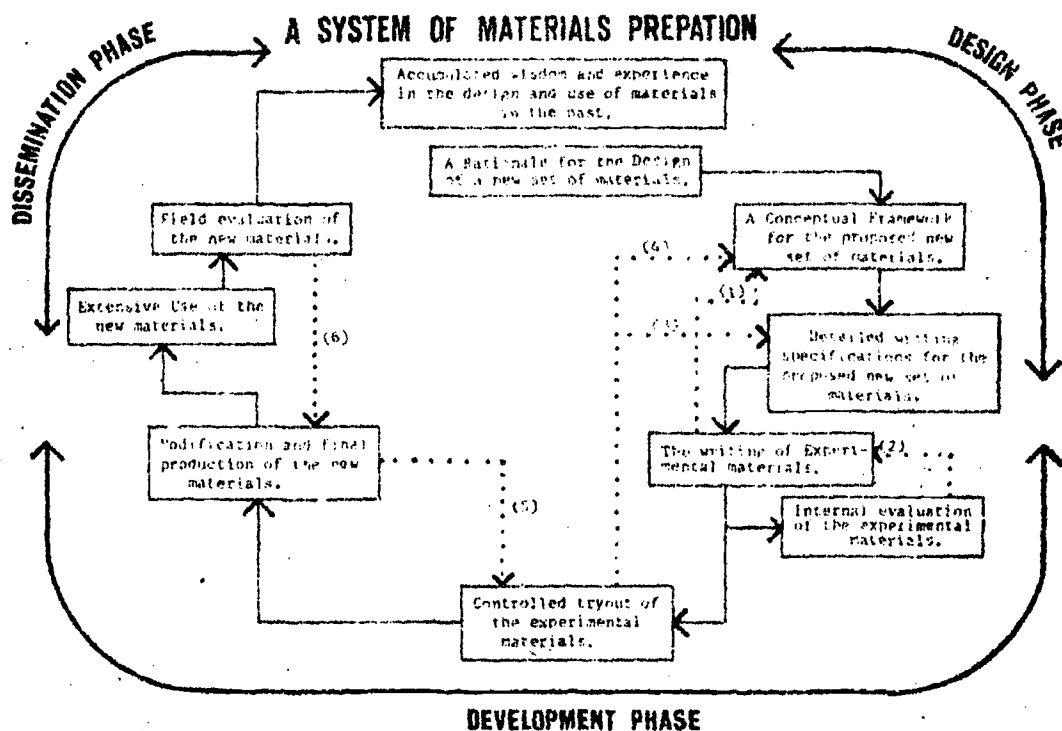 A SYSTEM OF MATERIALS PREPATION
DISSEMINATION PHASE
DESIGN PHASE
Accumulated wisdom and experience
in the design and use of materials
in the past.
A Rationale for the Design
of a new set of materials.
Field evaluation of
the new materials.
A Conceptual Framework
for the proposed new
set of materials.
(4)
(1)
Extensive Use of the
new materials.
(6)
(3)
Detailed writing
specifications for the
proposed new set of
materials.
Modification and final
production of the new
materials.
The writing of Experi-
mental materials.
(2)
(5)
Internal evaluation
of the experimental
materials.
Controlled tryout of
the experimental
materials.
DEVELOPMENT PHASE